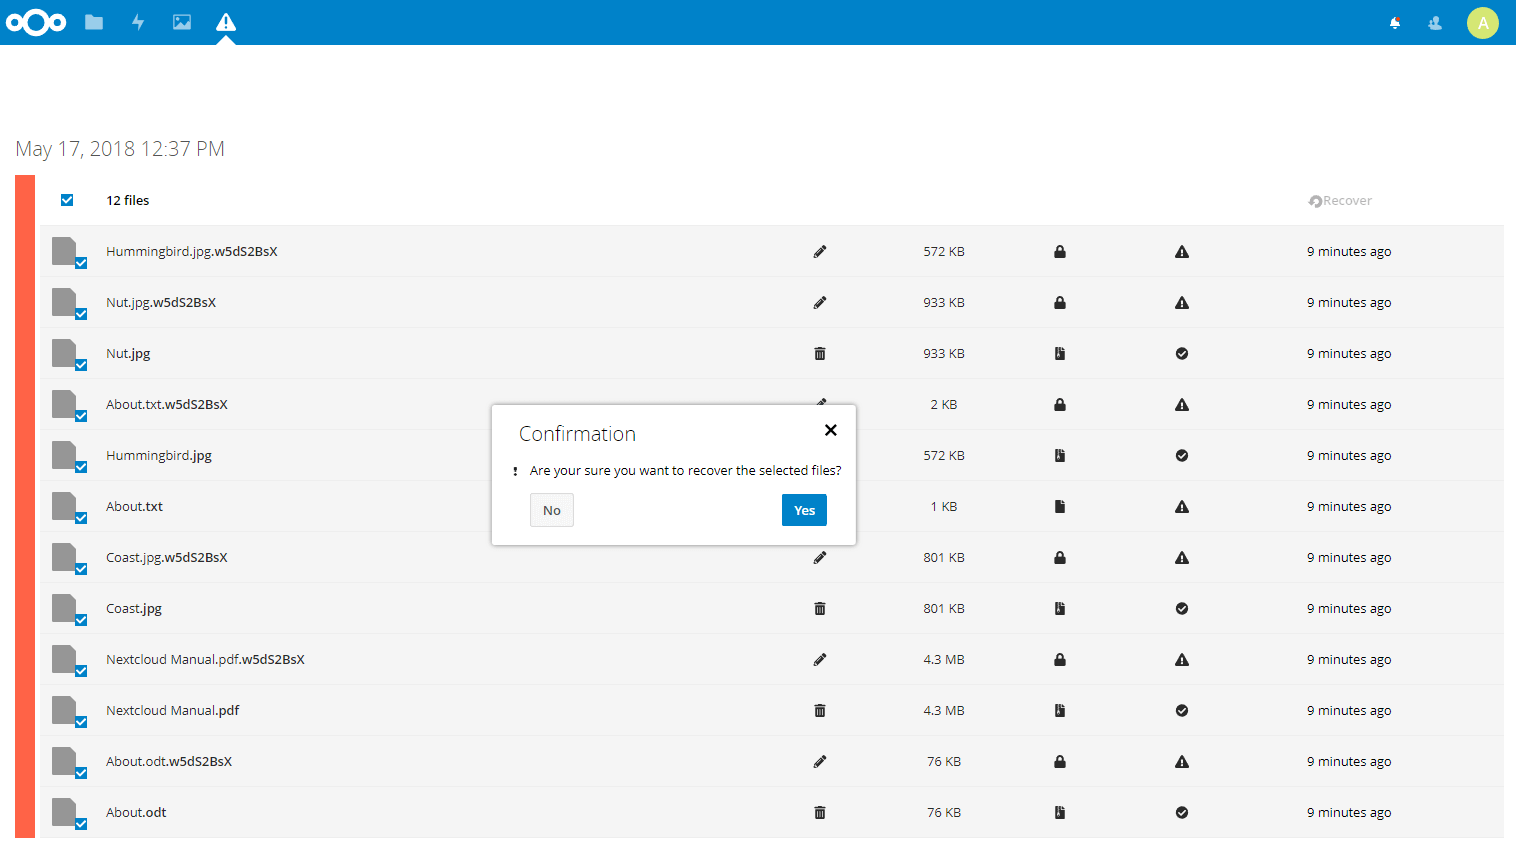 A
May 17, 2018 12:37 PM
12 files Recover
Hummingbird.jpg.w5dS2BsX 572 KB 9 minutes ago
Nut.jpg.w5dS2BsX 933 KB 9 minutes ago
Nut.jpg 933 KB 9 minutes ago
About.txt.w5dS2BsX 2 KB 9 minutes ago
Hummingbird.jpg 572 KB 9 minutes ago
About.txt 1 KB 9 minutes ago
Coast.jpg.w5dS2BsX 801 KB 9 minutes ago
Coast.jpg 801 KB 9 minutes ago
Nextcloud Manual.pdf.w5dS2BsX 4.3 MB 9 minutes ago
Nextcloud Manual.pdf 4.3 MB 9 minutes ago
About.odt.w5dS2BsX 76 KB 9 minutes ago
About.odt 76 KB 9 minutes ago
Confirmation
Are your sure you want to recover the selected files?
No Yes